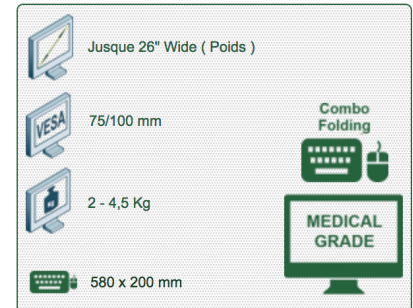 Jusque 26" Wide ( Poids )
VESA
75/100 mm
Combo
Folding
KG
2 - 4,5 Kg
MEDICAL
GRADE
580 x 200 mm